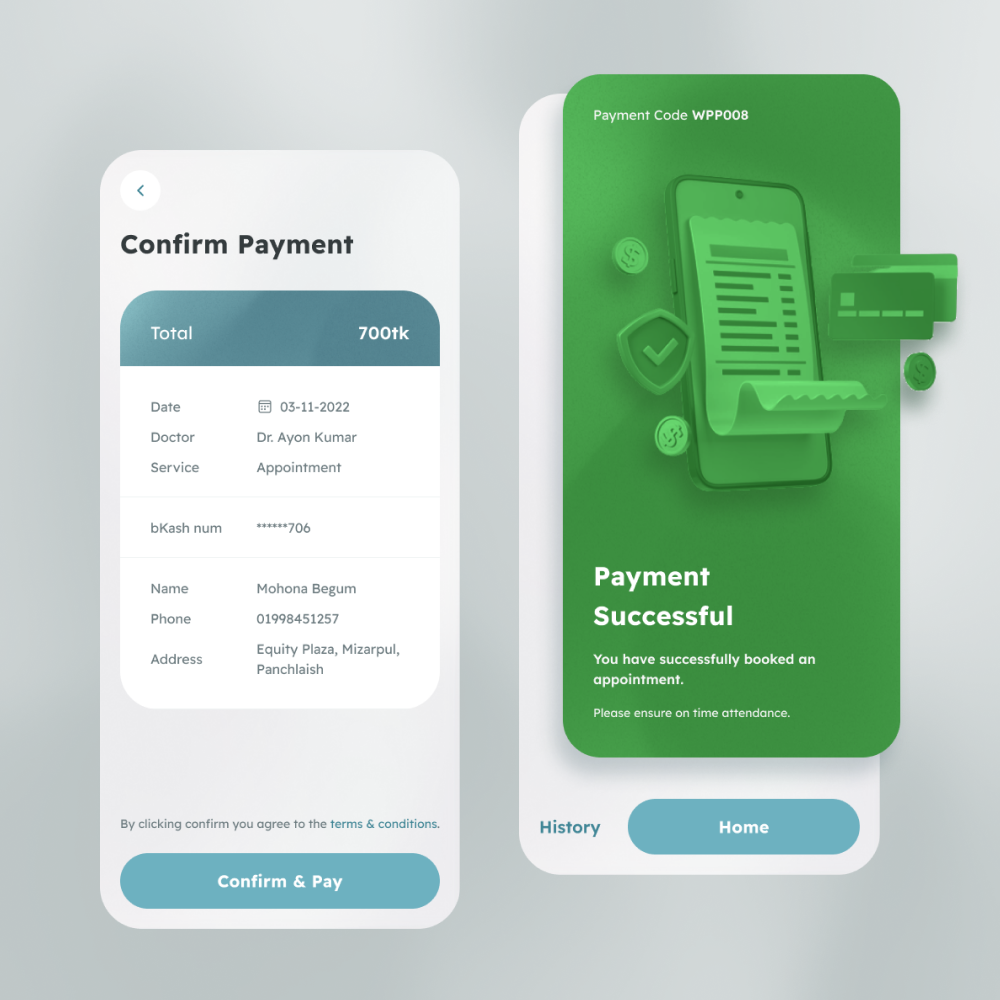 Confirm Payment
Total 700tk
Date 03-11-2022
Doctor Dr. Ayon Kumar
Service Appointment
bKash num ******706
Name Mohona Begum
Phone 01998451257
Address Equity Plaza, Mizarpul,
Panchlaish
By clicking confirm you agree to the terms & conditions.
Confirm & Pay
Payment Code WPP008
Payment
Successful
You have successfully booked an
appointment.
Please ensure on time attendance.
History
Home